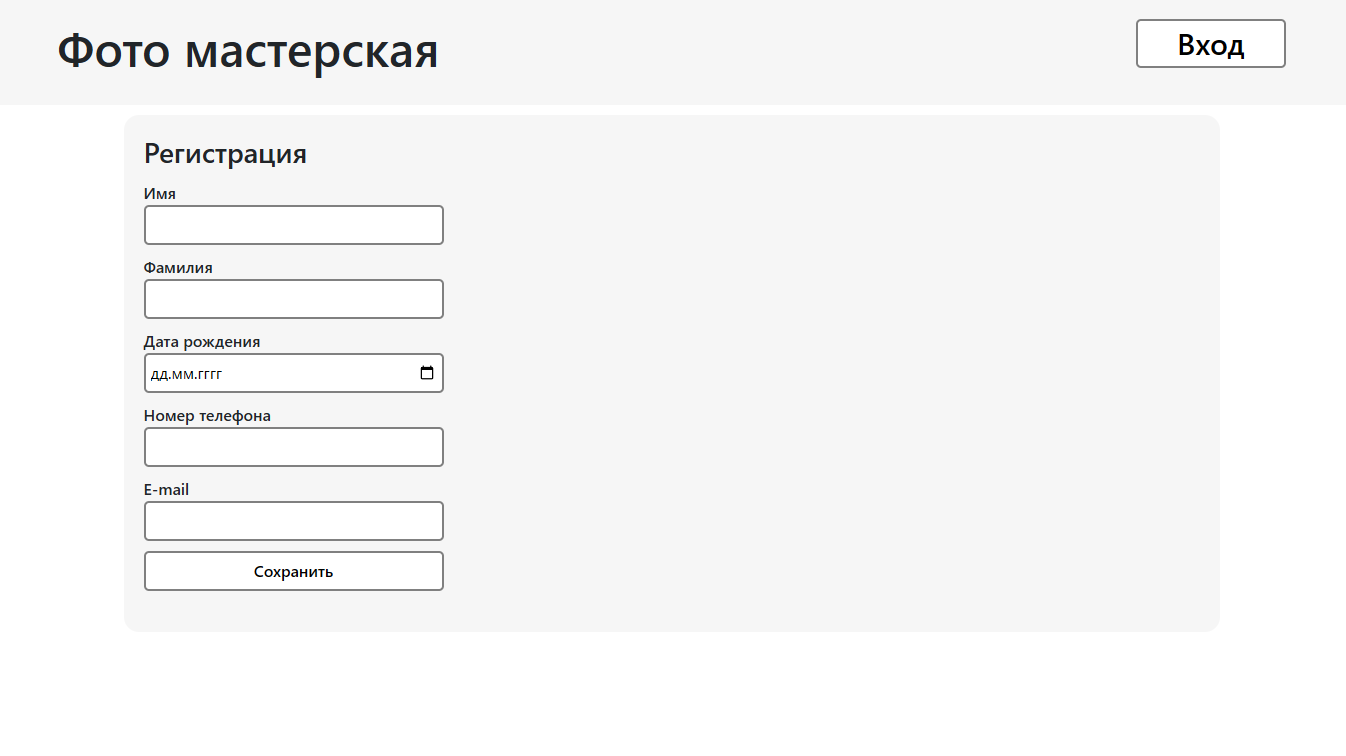 Фото мастерская
Вход
Регистрация
Имя
Фамилия
Дата рождения
дд.мм.гггг
Номер телефона
E-mail
Сохранить